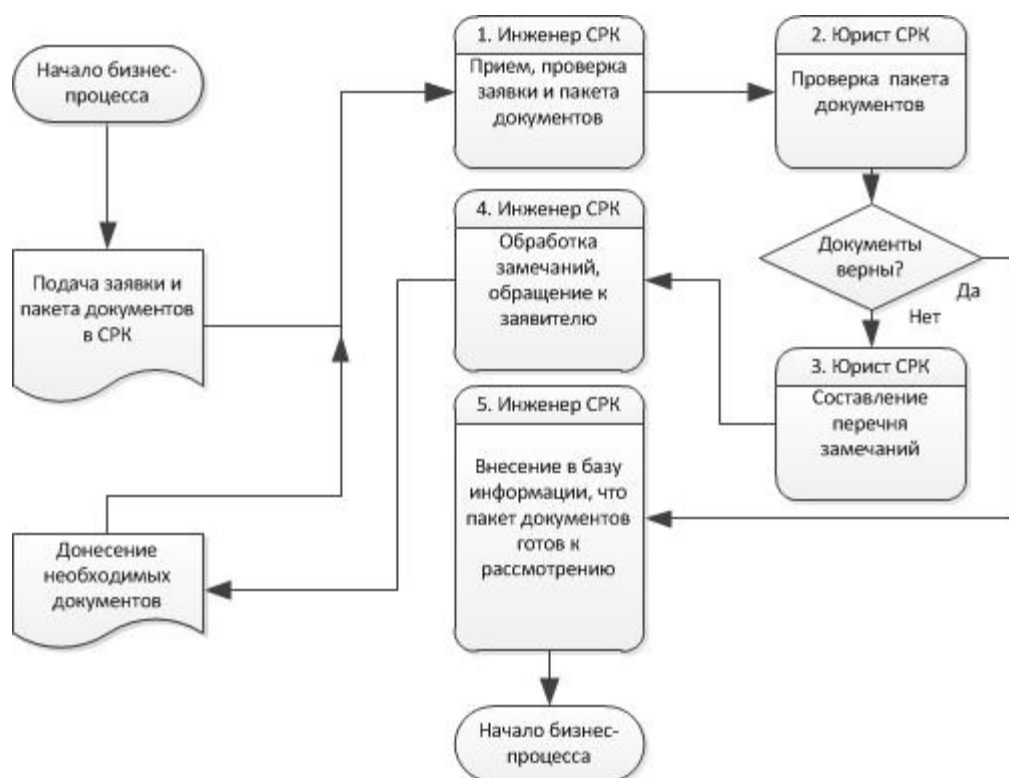 Начало бизнес-
процесса
Подача заявки и
пакета документов
в СРК
1. Инженер СРК
Прием, проверка
заявки и пакета
документов
2. Юрист СРК
Проверка пакета
документов
Документы
верны?
Да
Нет
3. Юрист СРК
Составление
перечня
замечаний
4. Инженер СРК
Обработка
замечаний,
обращение к
заявителю
Донесение
необходимых
документов
5. Инженер СРК
Внесение в базу
информации, что
пакет документов
готов к
рассмотрению
Начало бизнес-
процесса